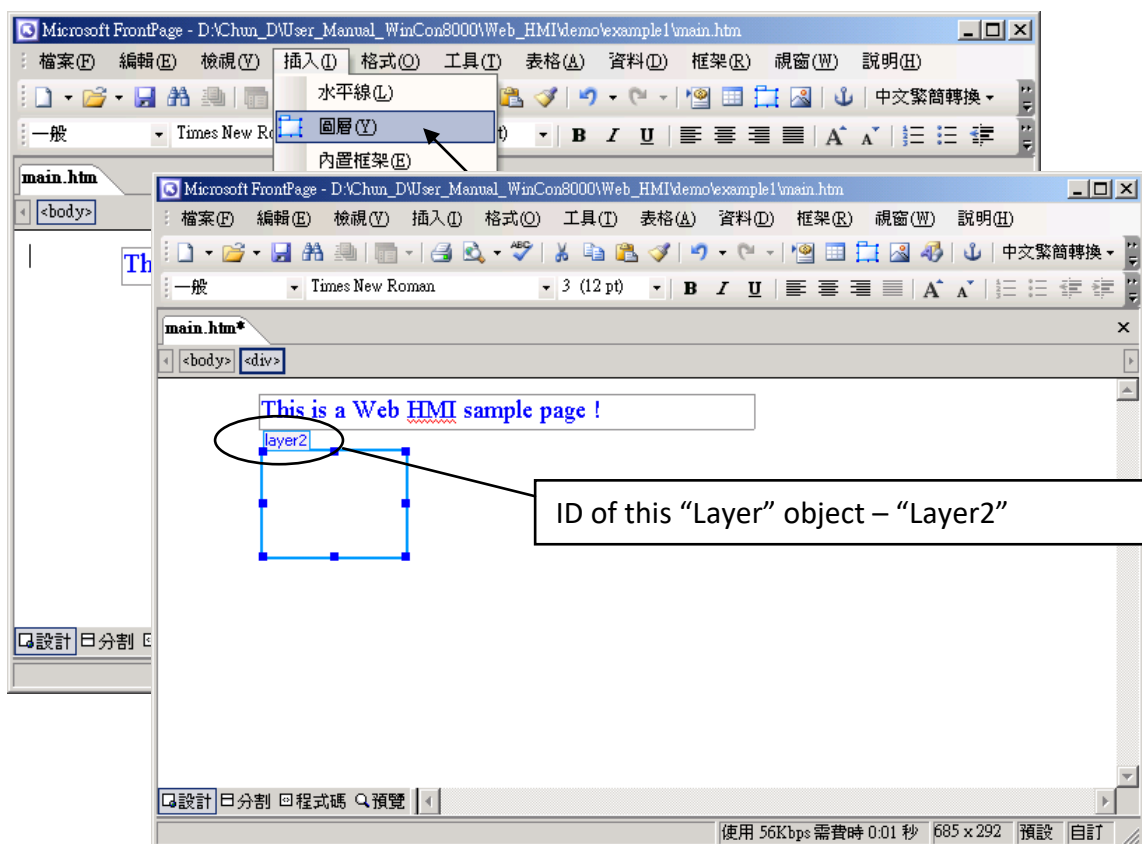 Microsoft FrontPage - D:\Chun_D\User_Manual_WinCon8000\Web_HMI\demo\example1\main.htm
檔案(F) 編輯(E) 檢視(V) 插入(I) 格式(O) 工具(T) 表格(A) 資料(D) 框架(R) 視窗(W) 說明(H)
水平線(L)
中文繁簡轉換
一般 Times New Ro
圖層(Y)
B I U A A
內置框架(E)
main.htm
<body>
Th
設計 分割
Microsoft FrontPage - D:\Chun_D\User_Manual_WinCon8000\Web_HMI\demo\example1\main.htm
檔案(F) 編輯(E) 檢視(V) 插入(I) 格式(O) 工具(T) 表格(A) 資料(D) 框架(R) 視窗(W) 說明(H)
ABC 中文繁簡轉換
一般 Times New Roman 3 (12 pt) B I U A A
main.htm*
<body> <div>
This is a Web HMI sample page !
layer2
ID of this “Layer” object – “Layer2”
設計 分割 程式碼 預覽
使用 56Kbps 需費時 0:01 秒 685 x 292 預設 自訂